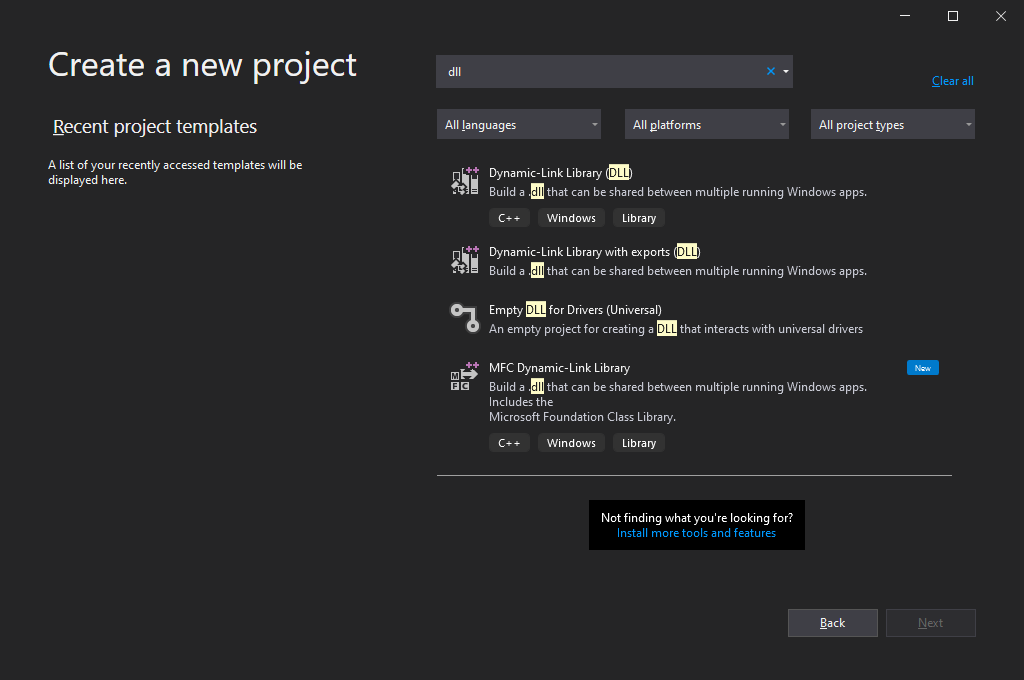 Create a new project
Recent project templates
A list of your recently accessed templates will be
displayed here.
dll
Clear all
All languages
All platforms
All project types
Dynamic-Link Library (DLL)
Build a .dll that can be shared between multiple running Windows apps.
C++ Windows Library
Dynamic-Link Library with exports (DLL)
Build a .dll that can be shared between multiple running Windows apps.
Empty DLL for Drivers (Universal)
An empty project for creating a DLL that interacts with universal drivers
MFC Dynamic-Link Library
New
Build a .dll that can be shared between multiple running Windows apps.
Includes the
Microsoft Foundation Class Library.
C++ Windows Library
Not finding what you're looking for?
Install more tools and features
Back
Next